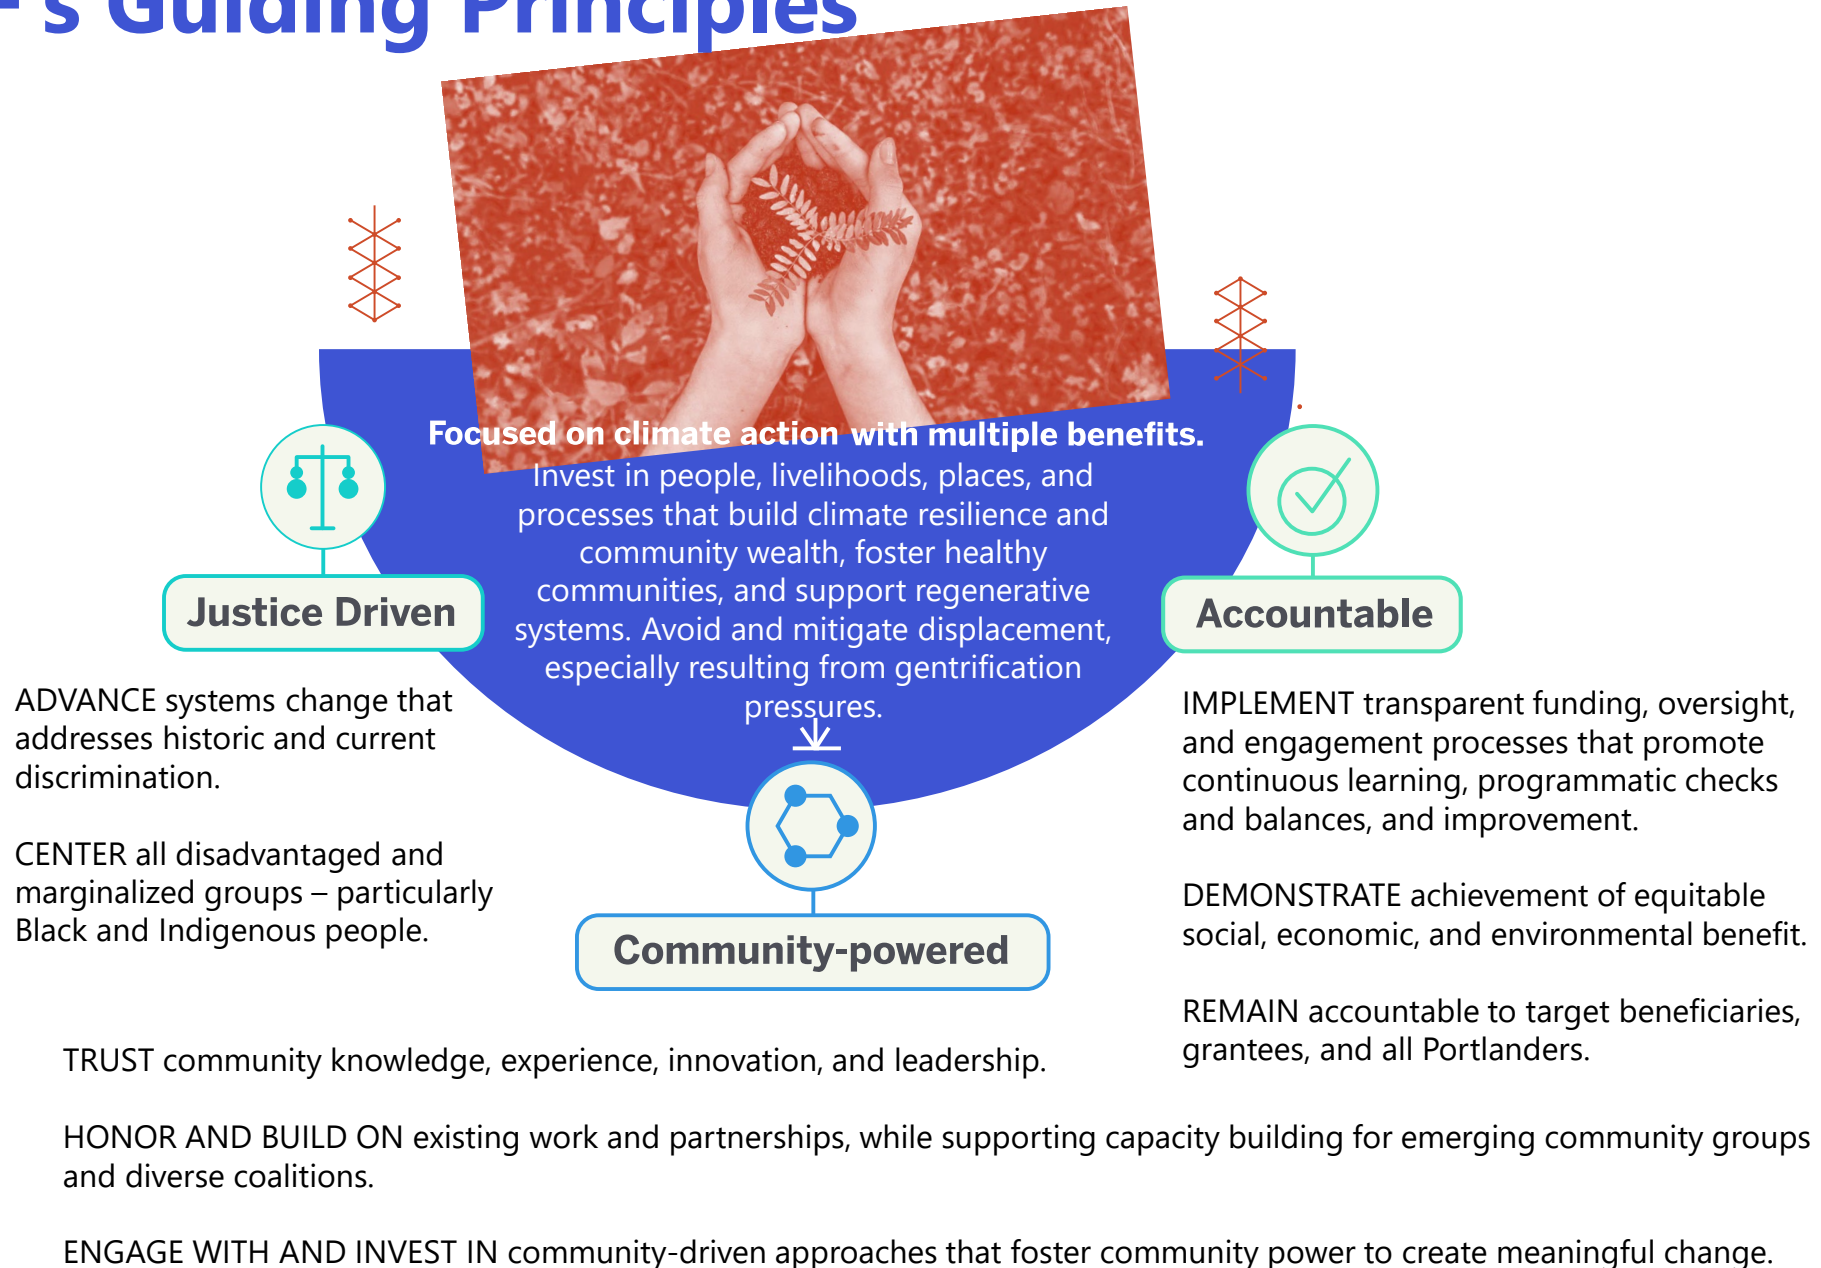 's Guiding Principles
Focused on climate action with multiple benefits.
Invest in people, livelihoods, places, and
processes that build climate resilience and
community wealth, foster healthy
communities, and support regenerative
systems. Avoid and mitigate displacement,
especially resulting from gentrification
pressures.
Justice Driven
ADVANCE systems change that
addresses historic and current
discrimination.
CENTER all disadvantaged and
marginalized groups – particularly
Black and Indigenous people.
Accountable
IMPLEMENT transparent funding, oversight,
and engagement processes that promote
continuous learning, programmatic checks
and balances, and improvement.
DEMONSTRATE achievement of equitable
social, economic, and environmental benefit.
REMAIN accountable to target beneficiaries,
grantees, and all Portlanders.
Community-powered
TRUST community knowledge, experience, innovation, and leadership.
HONOR AND BUILD ON existing work and partnerships, while supporting capacity building for emerging community groups
and diverse coalitions.
ENGAGE WITH AND INVEST IN community-driven approaches that foster community power to create meaningful change.